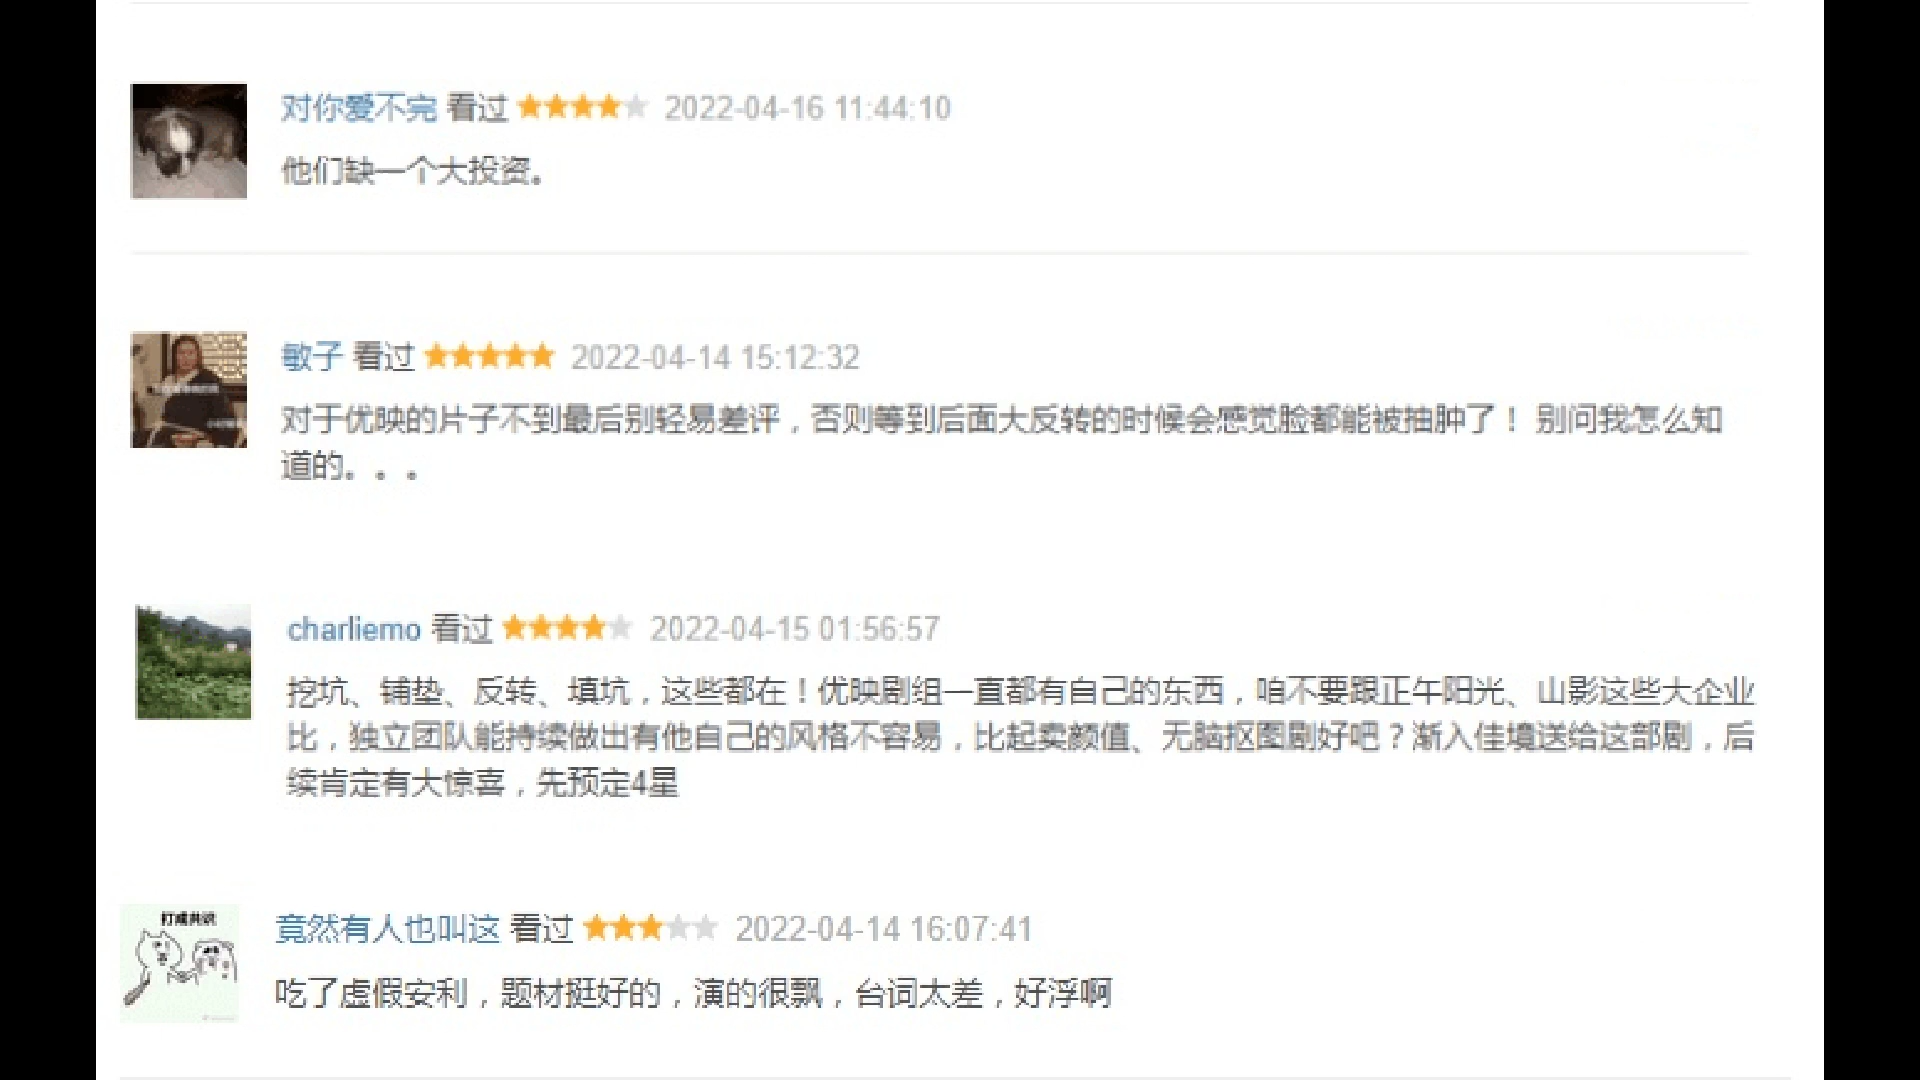 对你爱不完 看过 2022-04-16 11:44:10
他们缺一个大投资。
敏子 看过 2022-04-14 15:12:32
对于优映的片子不到最后别轻易差评，否则等到后面大反转的时候会感觉脸都能被抽肿了！ 别问我怎么知
道的。。。
charliemo 看过 2022-04-15 01:56:57
挖坑、铺垫、反转、填坑，这些都在！优映剧组一直都有自己的东西，咱不要跟正午阳光、山影这些大企业
比，独立团队能持续做出有他自己的风格不容易，比起卖颜值、无脑抠图剧好吧？渐入佳境送给这部剧，后
续肯定有大惊喜，先预定4星
打成共识
竟然有人也叫这 看过 2022-04-14 16:07:41
吃了虚假安利，题材挺好的，演的很飘，台词太差，好浮啊